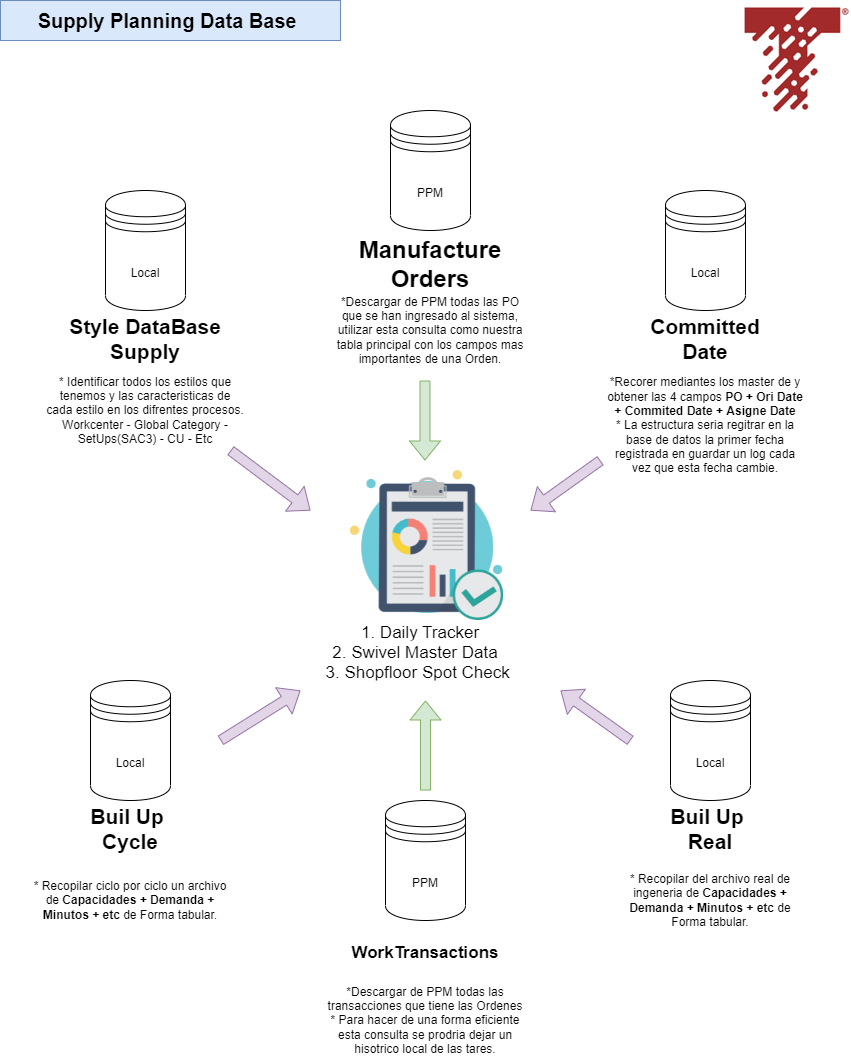 Supply Planning Data Base
®
PPM
Manufacture
Orders
*Descargar de PPM todas las PO
que se han ingresado al sistema,
utilizar esta consulta como nuestra
tabla principal con los campos mas
importantes de una Orden.
Local
Style DataBase
Supply
* Identificar todos los estilos que
tenemos y las caracteristicas de
cada estilo en los difrentes procesos.
Workcenter - Global Category -
SetUps(SAC3) - CU - Etc
Local
Committed
Date
*Recorer mediantes los master de y
obtener las 4 campos PO + Ori Date
+ Commited Date + Asigne Date
* La estructura seria regitrar en la
base de datos la primer fecha
registrada en guardar un log cada
vez que esta fecha cambie.
1. Daily Tracker
2. Swivel Master Data
3. Shopfloor Spot Check
Local
Buil Up
Cycle
* Recopilar ciclo por ciclo un archivo
de Capacidades + Demanda +
Minutos + etc de Forma tabular.
PPM
WorkTransactions
*Descargar de PPM todas las
transacciones que tiene las Ordenes
* Para hacer de una forma eficiente
esta consulta se prodria dejar un
hisotrico local de las tares.
Local
Buil Up
Real
* Recopilar del archivo real de
ingeneria de Capacidades +
Demanda + Minutos + etc de
Forma tabular.